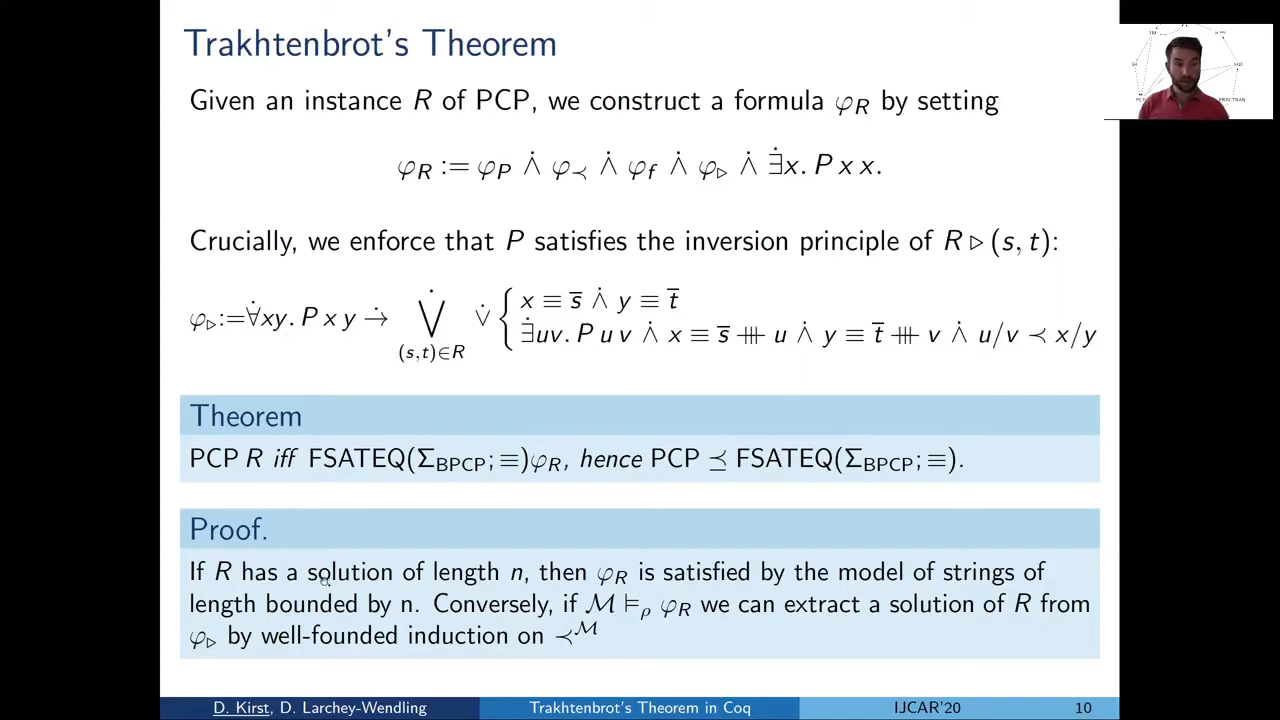 Trakhtenbrot's Theorem
Given an instance R of PCP, we construct a formula φ_R by setting
φ_R := φ_P ∧̇ φ_≺ ∧̇ φ_f ∧̇ φ_▷ ∧̇ ∃̇x. P x x.
Crucially, we enforce that P satisfies the inversion principle of R ▷ (s, t):
φ_▷:=∀̇xy. P x y →̇ ⋁̇_{(s,t)∈R} ∨̇ { x ≡ s̅ ∧̇ y ≡ t̅
∃̇uv. P u v ∧̇ x ≡ s̅ ⧺ u ∧̇ y ≡ t̅ ⧺ v ∧̇ u/v ≺ x/y
Theorem
PCP R iff FSATEQ(Σ_BPCP; ≡)φ_R, hence PCP ⪯ FSATEQ(Σ_BPCP; ≡).
Proof.
If R has a solution of length n, then φ_R is satisfied by the model of strings of
length bounded by n. Conversely, if ℳ ⊨_ρ φ_R we can extract a solution of R from
φ_▷ by well-founded induction on ≺^ℳ
D. Kirst, D. Larchey-Wendling
Trakhtenbrot's Theorem in Coq
IJCAR'20
10
FRACTRAN